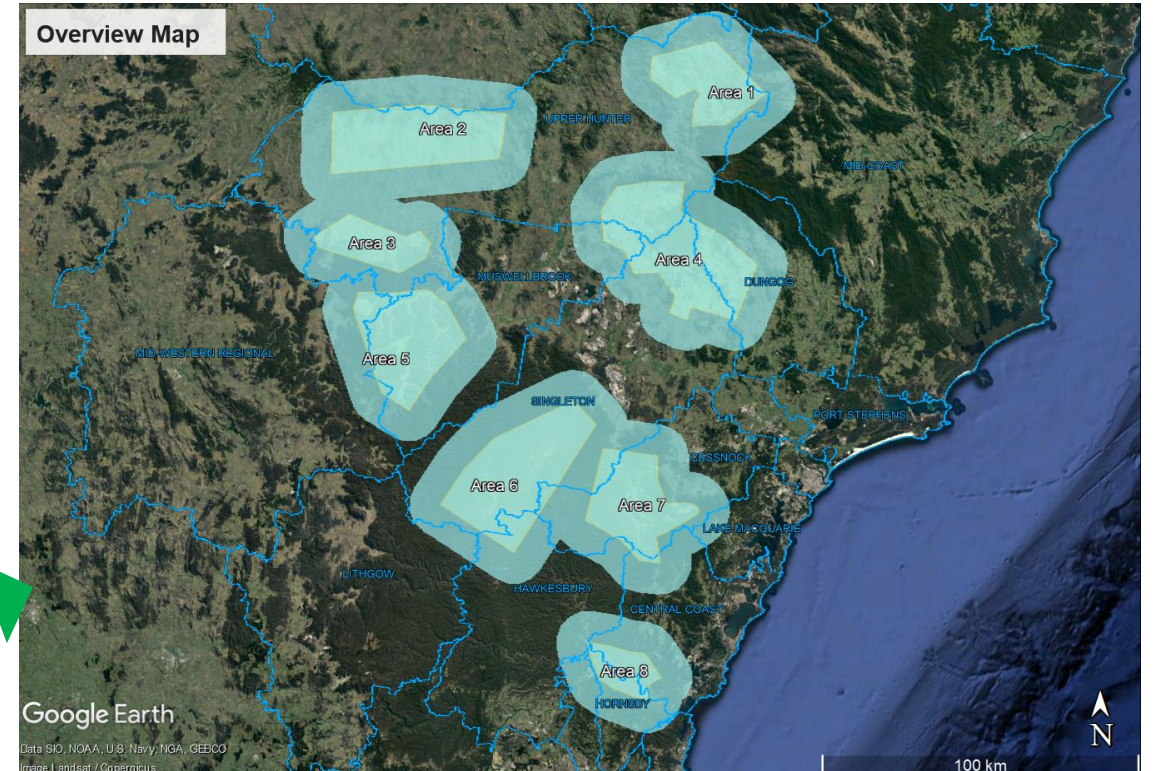 Overview Map
Area 1
UPPER HUNTER
Area 2
MID-COAST
Area 3
Area 4
MUSWELLBROOK
DUNGOG
MID-WESTERN REGIONAL
Area 5
SINGLETON
PORT STEPHENS
CESSNOCK
Area 6
Area 7
LAKE MACQUARIE
LITHGOW
HAWKESBURY
CENTRAL COAST
Area 8
HORNSBY
Google Earth
N
Data SIO, NOAA, U.S. Navy, NGA, GEBCO
Image Landsat / Copernicus
100 km